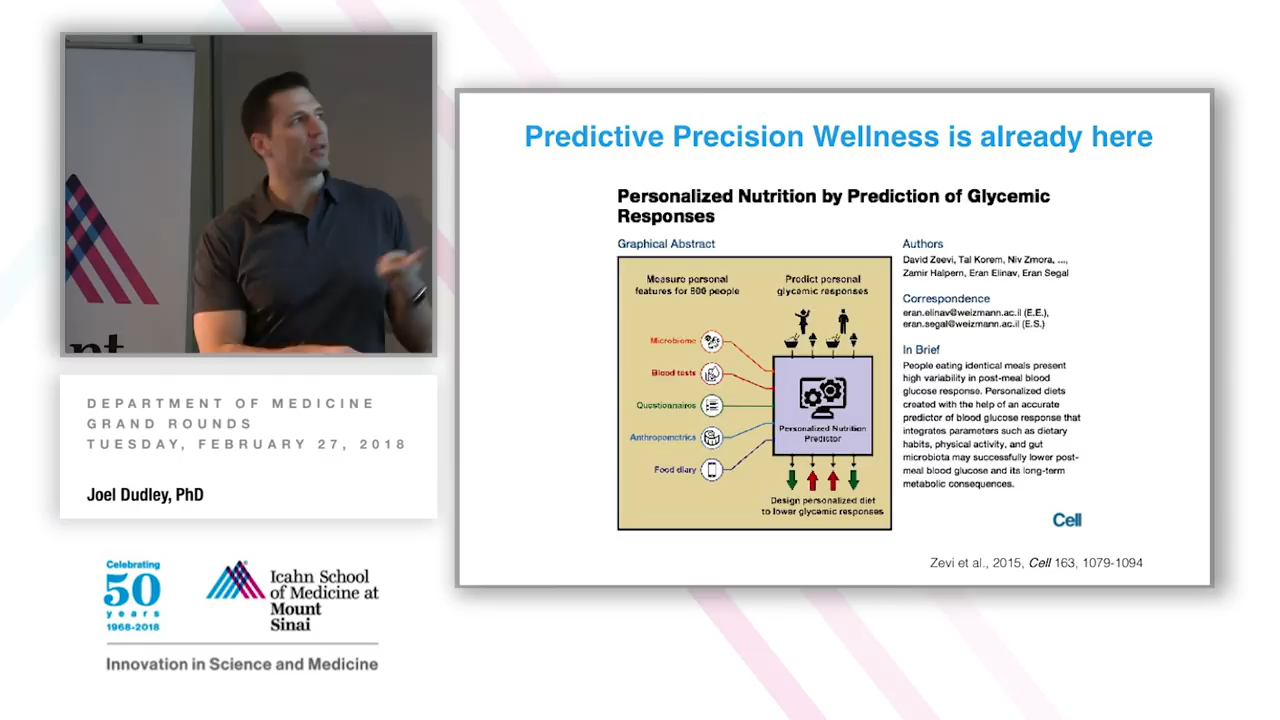 nt
DEPARTMENT OF MEDICINE
GRAND ROUNDS
TUESDAY, FEBRUARY 27, 2018
Joel Dudley, PhD
Celebrating
50
years
1968-2018
Icahn School
of Medicine at
Mount
Sinai
Innovation in Science and Medicine
Predictive Precision Wellness is already here
Personalized Nutrition by Prediction of Glycemic
Responses
Graphical Abstract
Measure personal
features for 800 people
Predict personal
glycemic responses
Microbiome
Blood tests
Questionnaires
Anthropometrics
Food diary
Personalized Nutrition
Predictor
Design personalized diet
to lower glycemic responses
Authors
David Zeevi, Tal Korem, Niv Zmora, ...,
Zamir Halpern, Eran Elinav, Eran Segal
Correspondence
eran.elinav@weizmann.ac.il (E.E.),
eran.segal@weizmann.ac.il (E.S.)
In Brief
People eating identical meals present
high variability in post-meal blood
glucose response. Personalized diets
created with the help of an accurate
predictor of blood glucose response that
integrates parameters such as dietary
habits, physical activity, and gut
microbiota may successfully lower post-
meal blood glucose and its long-term
metabolic consequences.
Cell
Zevi et al., 2015, Cell 163, 1079-1094